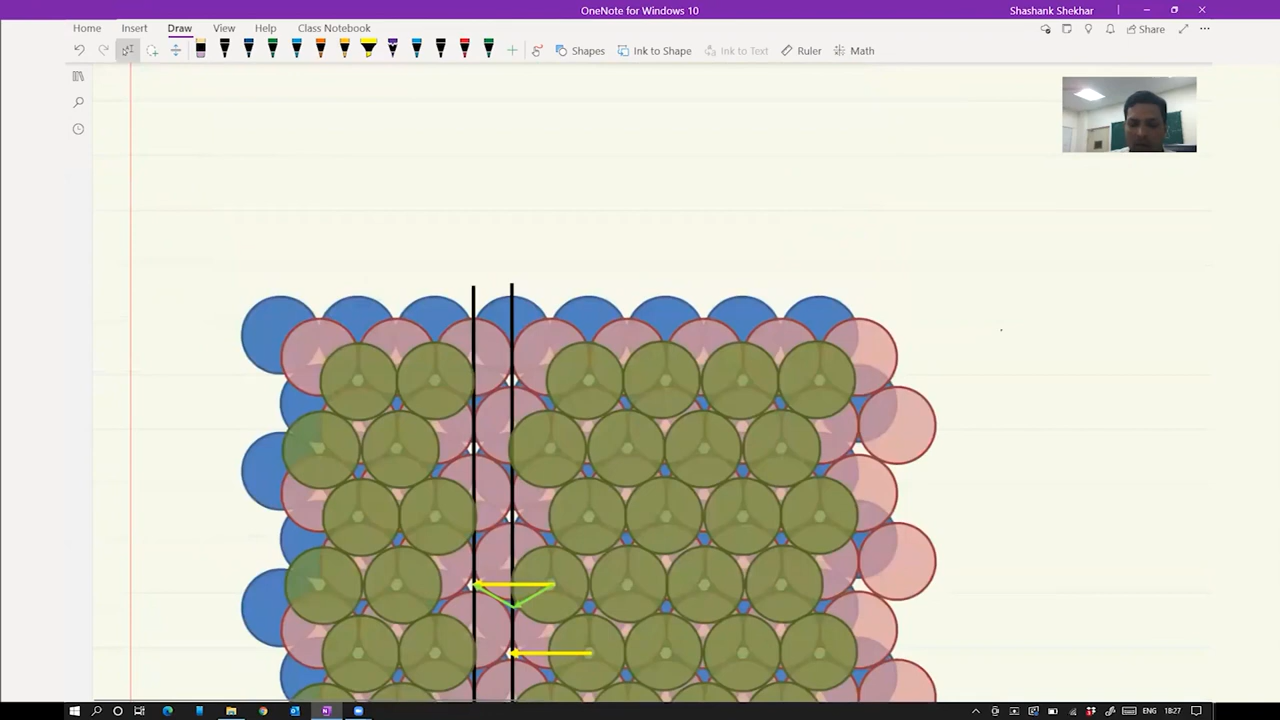 OneNote for Windows 10
Shashank Shekhar
Home Insert Draw View Help Class Notebook
Shapes Ink to Shape Ink to Text Ruler Math Share
ENG 18:27